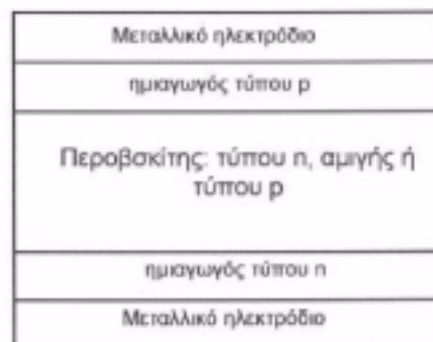 Μεταλλικό ηλεκτρόδιο
ημιαγωγός τύπου p
Περοβσκίτης: τύπου n, αμιγής ή
τύπου p
ημιαγωγός τύπου n
Μεταλλικό ηλεκτρόδιο